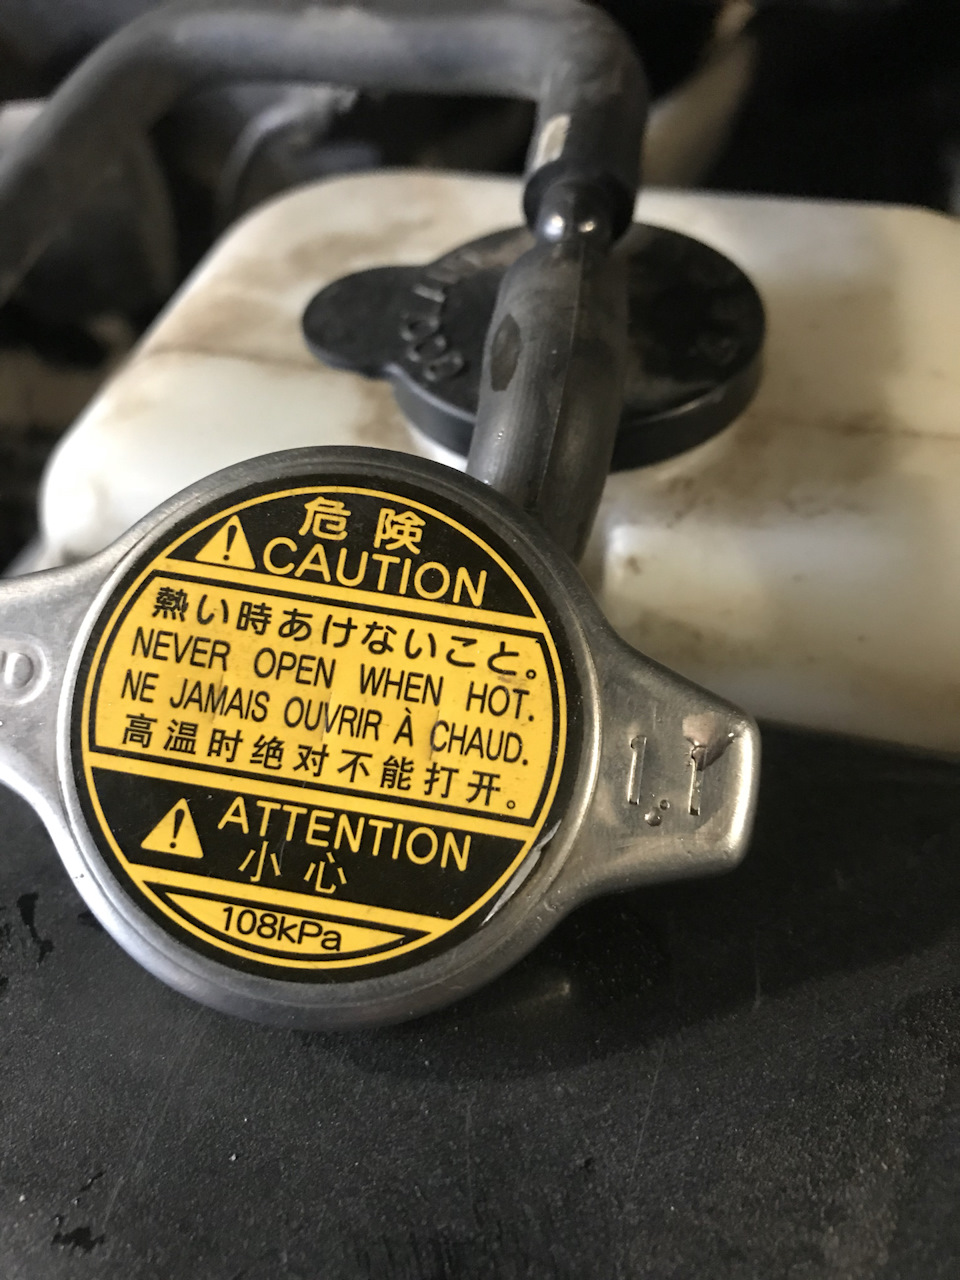 危険
CAUTION
熱い時あけないこと。
NEVER OPEN WHEN HOT.
NE JAMAIS OUVRIR À CHAUD.
高温时绝对不能打开。
ATTENTION
小心
108kPa
1.1